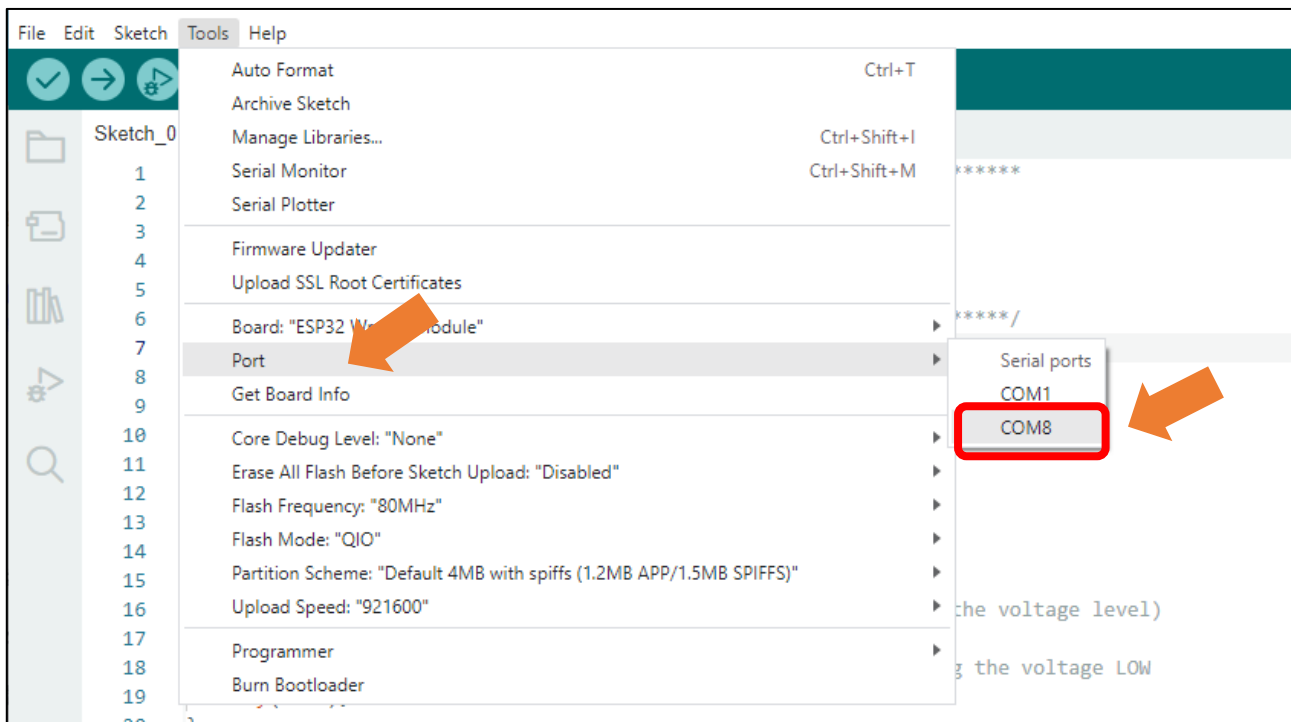 File Edit Sketch Tools Help
Auto Format Ctrl+T
Archive Sketch
Sketch_0
Manage Libraries... Ctrl+Shift+I
1 Serial Monitor Ctrl+Shift+M ******
2 Serial Plotter
3
Firmware Updater
4
5 Upload SSL Root Certificates
6 Board: "ESP32 odule" *****/
7 Port Serial ports
8
Get Board Info COM1
9
10 Core Debug Level: "None" COM8
11 Erase All Flash Before Sketch Upload: "Disabled"
12 Flash Frequency: "80MHz"
13
Flash Mode: "QIO"
14
15 Partition Scheme: "Default 4MB with spiffs (1.2MB APP/1.5MB SPIFFS)"
16 Upload Speed: "921600" the voltage level)
17
Programmer
18 the voltage LOW
Burn Bootloader
19